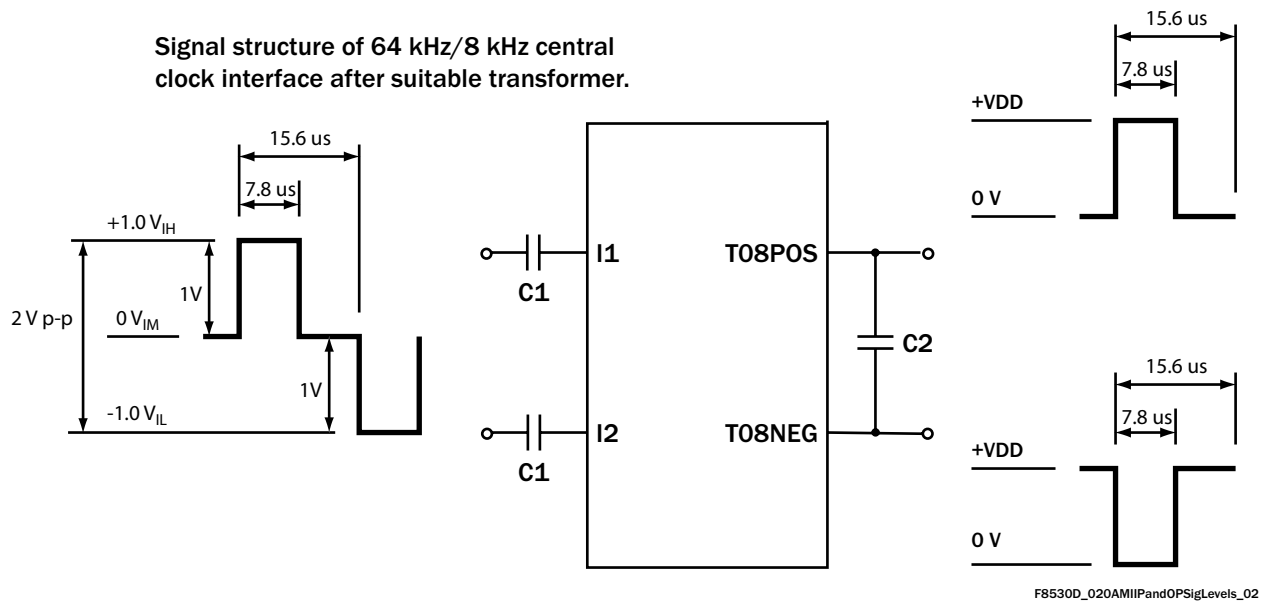 Signal structure of 64 kHz/8 kHz central
clock interface after suitable transformer.
15.6 us
7.8 us
+1.0 VIH
1V
2 V p-p
0 VIM
1V
-1.0 VIL
I1
C1
I2
C1
T08POS
C2
T08NEG
15.6 us
7.8 us
+VDD
0 V
15.6 us
7.8 us
+VDD
0 V
F8530D_020AMIIPandOPSigLevels_02